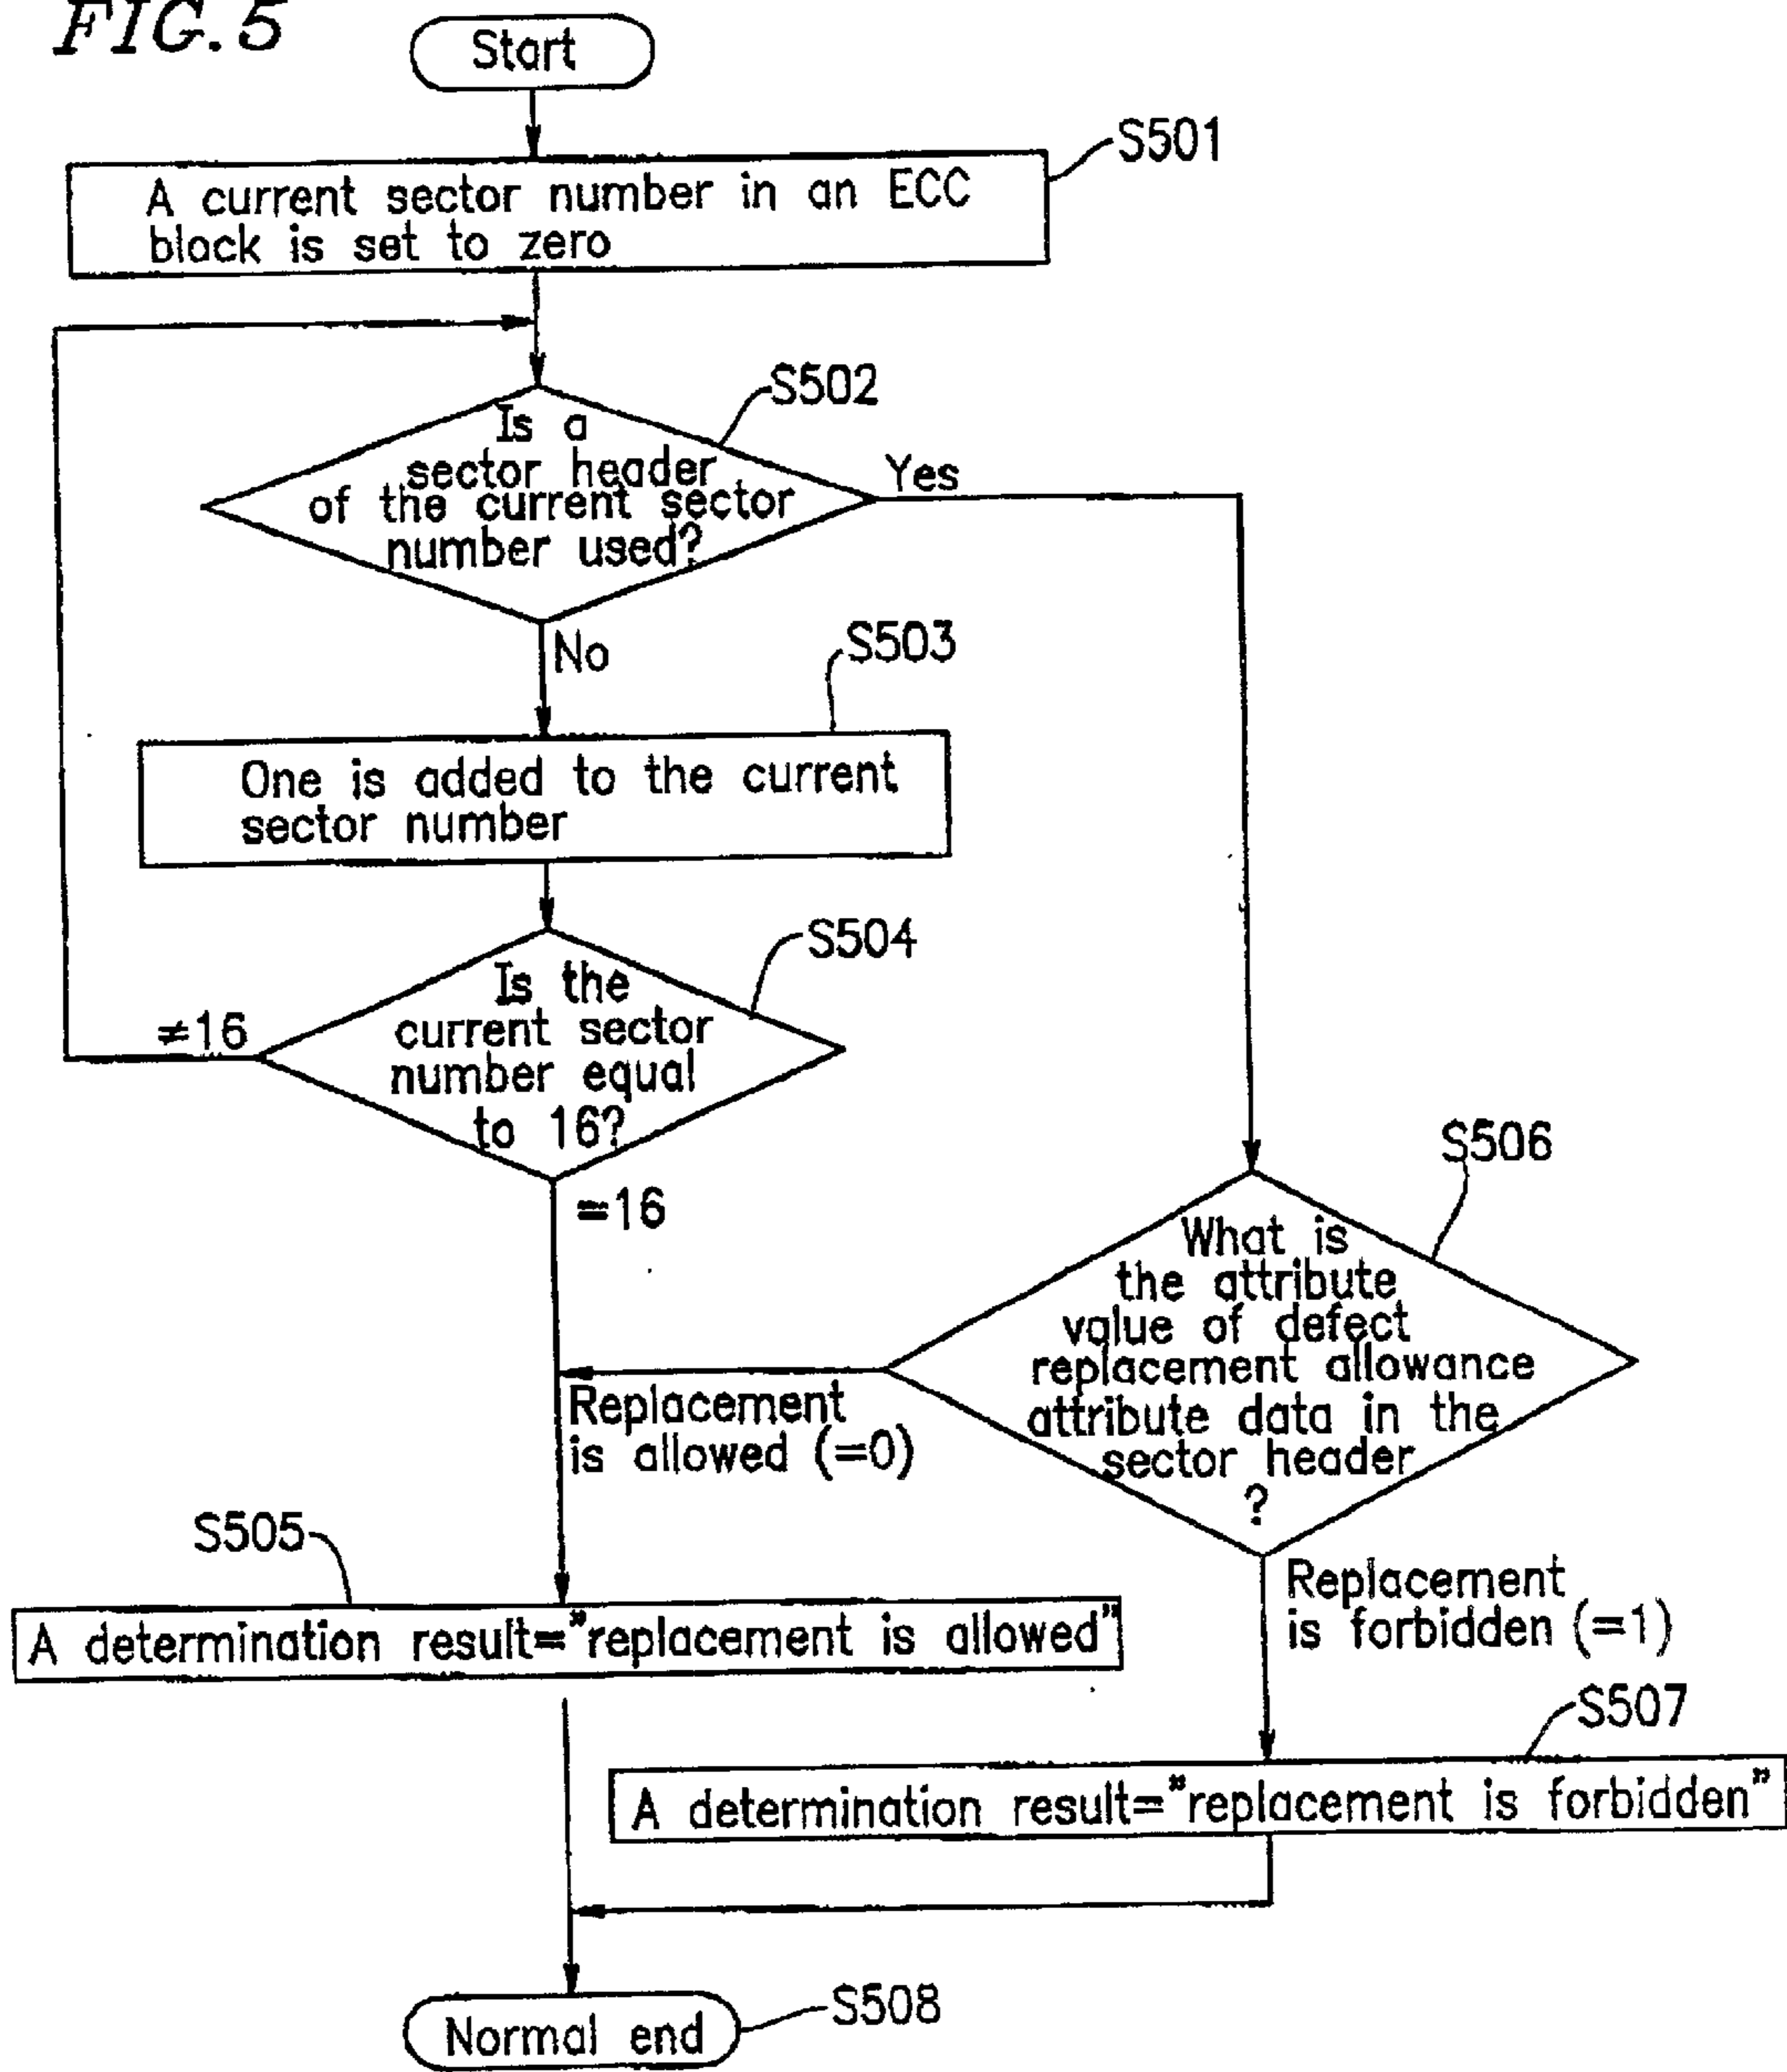 FIG. 5
Start
S501
A current sector number in an ECC
block is set to zero
S502
Is a
sector header
of the current sector
number used?
Yes
No
S503
One is added to the current
sector number
S504
Is the
current sector
number equal
to 16?
≠16
=16
S506
What is
the attribute
value of defect
replacement allowance
attribute data in the
sector header
?
Replacement
is allowed (=0)
S505
A determination result="replacement is allowed"
Replacement
is forbidden (=1)
S507
A determination result="replacement is forbidden"
Normal end
S508